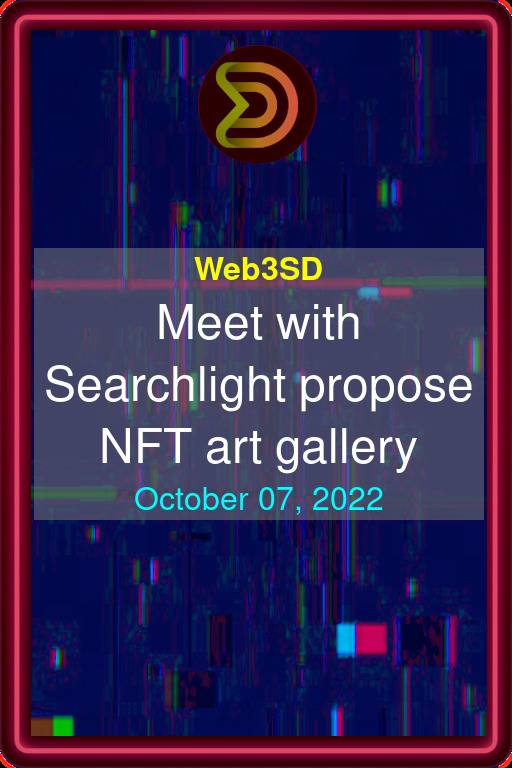 Web3SD
Meet with
Searchlight propose
NFT art gallery
October 07, 2022